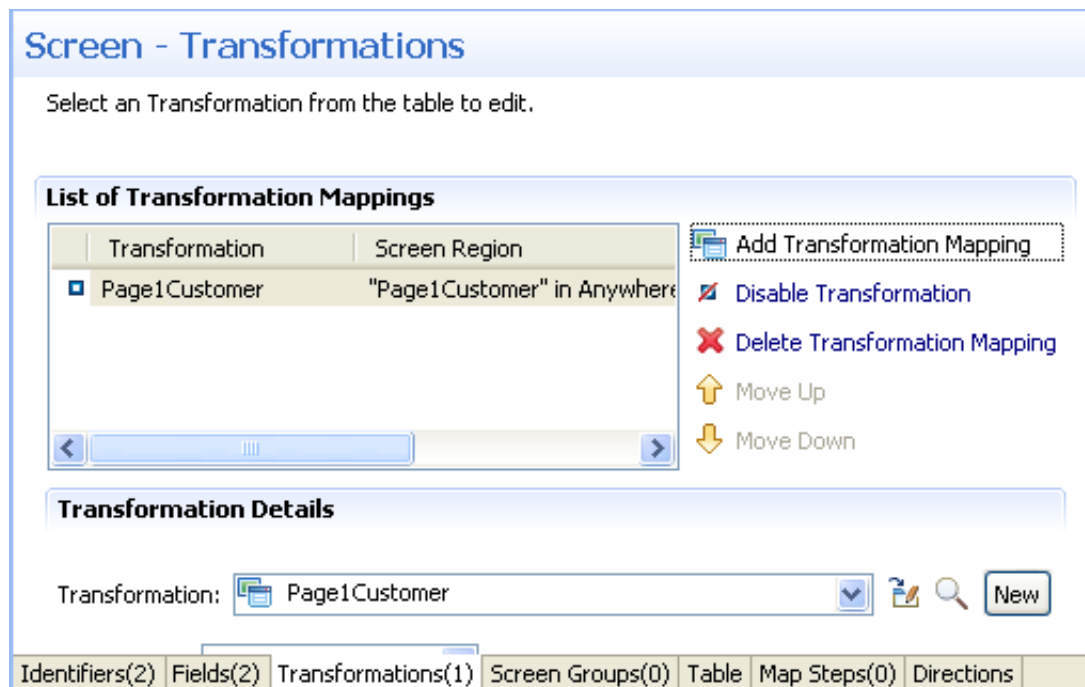 Screen - Transformations
Select an Transformation from the table to edit.
List of Transformation Mappings
Transformation Screen Region
Page1Customer "Page1Customer" in Anywhere
Add Transformation Mapping
Disable Transformation
Delete Transformation Mapping
Move Up
Move Down
Transformation Details
Transformation: Page1Customer New
Identifiers(2) Fields(2) Transformations(1) Screen Groups(0) Table Map Steps(0) Directions